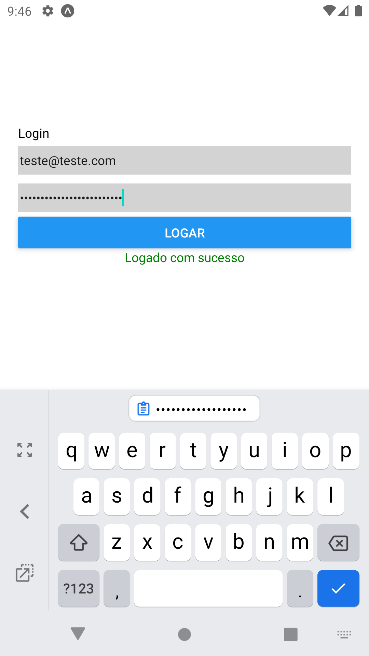 9:46
Login
teste@teste.com
••••••••••••••••••••••••••
LOGAR
Logado com sucesso
••••••••••••••••••
q w e r t y u i o p
a s d f g h j k l
z x c v b n m
?123 , .